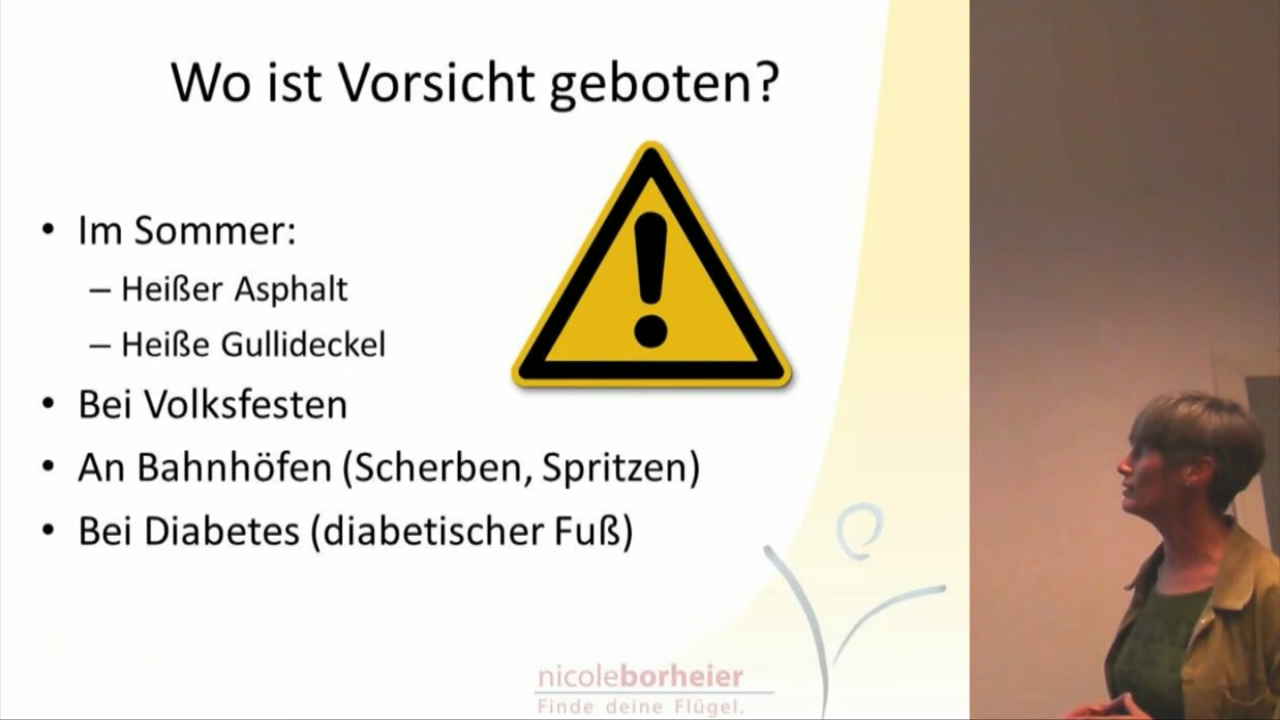 Wo ist Vorsicht geboten?
• Im Sommer:
– Heißer Asphalt
– Heiße Gullideckel
• Bei Volksfesten
• An Bahnhöfen (Scherben, Spritzen)
• Bei Diabetes (diabetischer Fuß)
nicoleborheier
Finde deine Flügel.